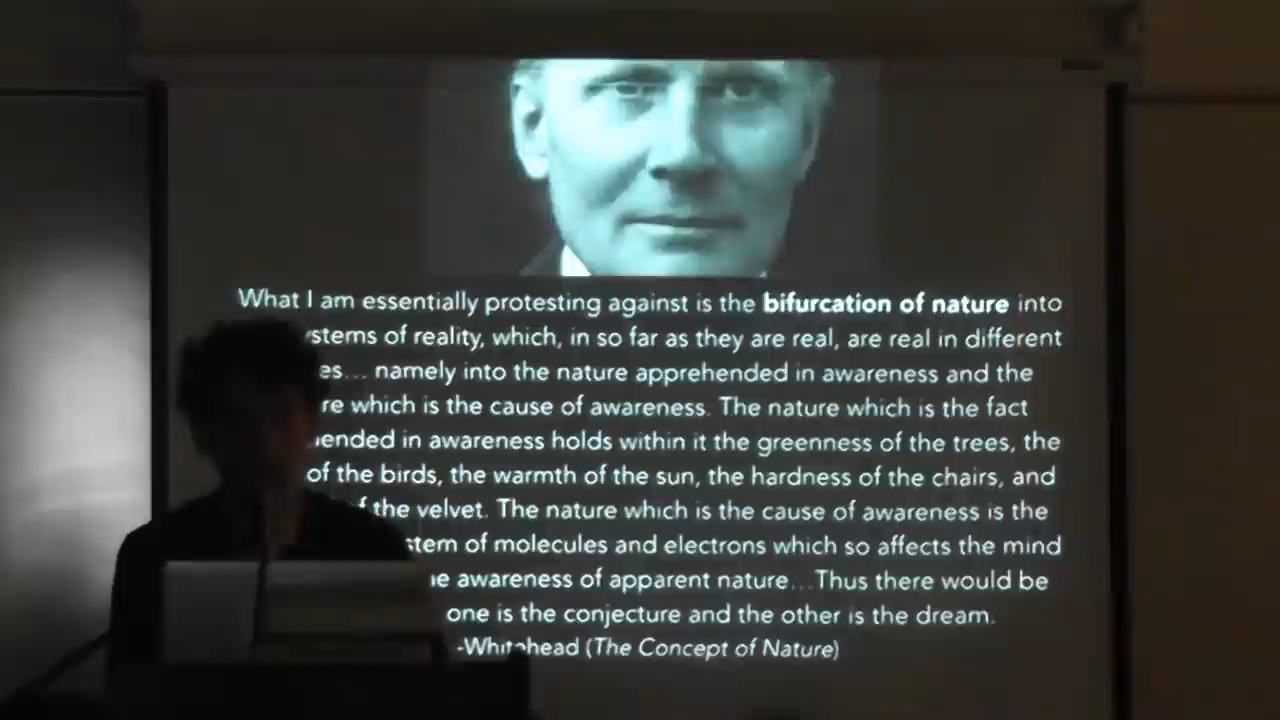 What I am essentially protesting against is the bifurcation of nature into
of reality, which, in so far as they are real, are real in different
namely into the nature apprehended in awareness and the
which is the cause of awareness. The nature which is the fact
in awareness holds within it the greenness of the trees, the
of the birds, the warmth of the sun, the hardness of the chairs, and
the velvet. The nature which is the cause of awareness is the
of molecules and electrons which so affects the mind
awareness of apparent nature...Thus there would be
one is the conjecture and the other is the dream.
-Whitehead (The Concept of Nature)